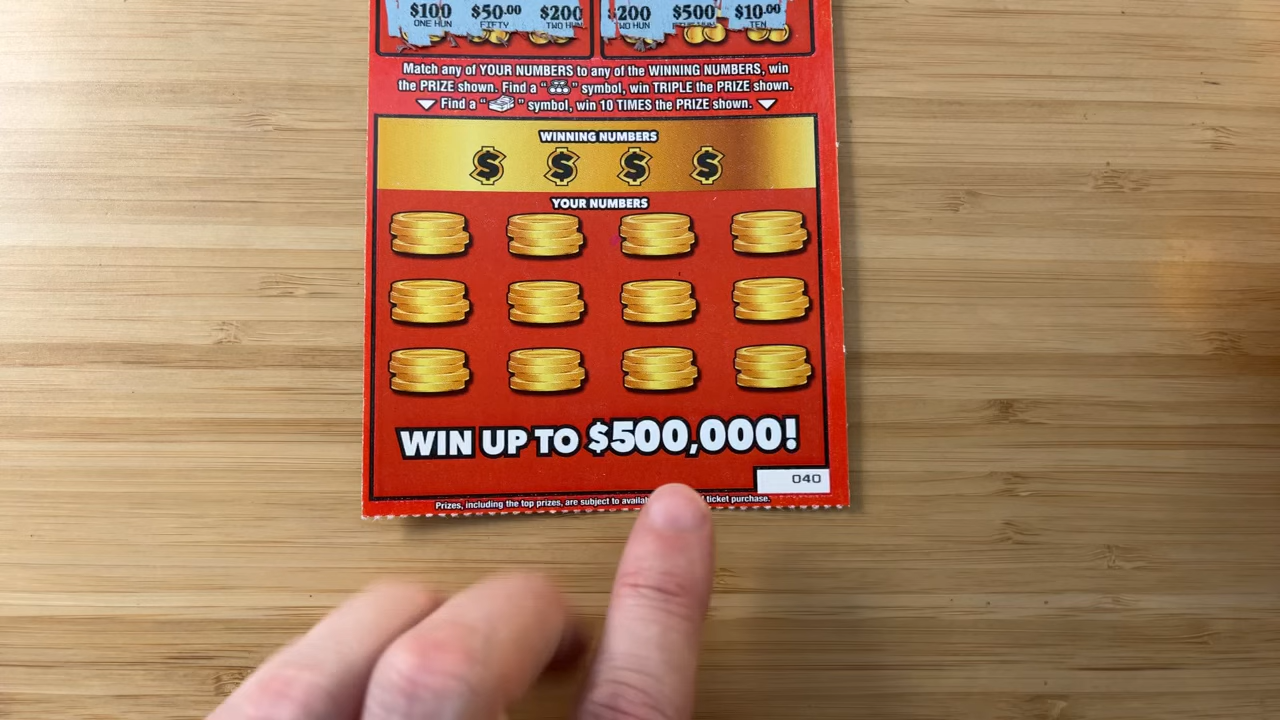 $100 $50.00 $200 $200 $500 $10.00
ONE HUN FIFTY TWO HUN TWO HUN FIVE HUN TEN
Match any of YOUR NUMBERS to any of the WINNING NUMBERS, win
the PRIZE shown. Find a " " symbol, win TRIPLE the PRIZE shown.
Find a " " symbol, win 10 TIMES the PRIZE shown.
WINNING NUMBERS
$ $ $ $
YOUR NUMBERS
WIN UP TO $500,000!
040
Prizes, including the top prizes, are subject to ticket purchase.